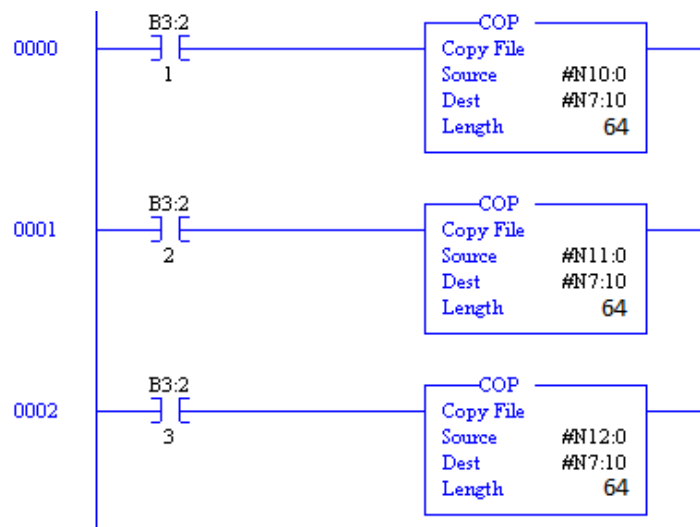 B3:2
COP
0000
Copy File
1
Source #N10:0
Dest #N7:10
Length 64
B3:2
COP
0001
Copy File
2
Source #N11:0
Dest #N7:10
Length 64
B3:2
COP
0002
Copy File
3
Source #N12:0
Dest #N7:10
Length 64